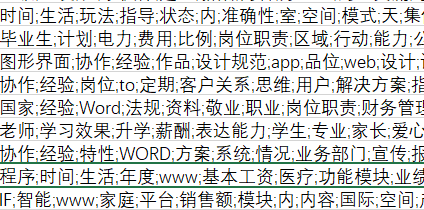 时间;生活;玩法;指导;状态;内;准确性;室;空间;模式;天;集
毕业生;计划;电力;费用;比例;岗位职责;区域;行动;能力;
图形界面;协作;经验;作品;设计规范;app;品位;web;设计;
协作;经验;岗位;to;定期;客户关系;思维;用户;解决方案;指
国家;经验;Word;法规;资料;敬业;职业;岗位职责;财务管理
老师;学习效果;升学;薪酬;表达能力;学生;专业;家长;爱心
协作;经验;特性;WORD;方案;系统;情况;业务部门;宣传;报
程序;时间;生活;年度;www;基本工资;医疗;功能模块;业绩
IF;智能;www;家庭;平台;销售额;模块;内;内容;国际;空间;